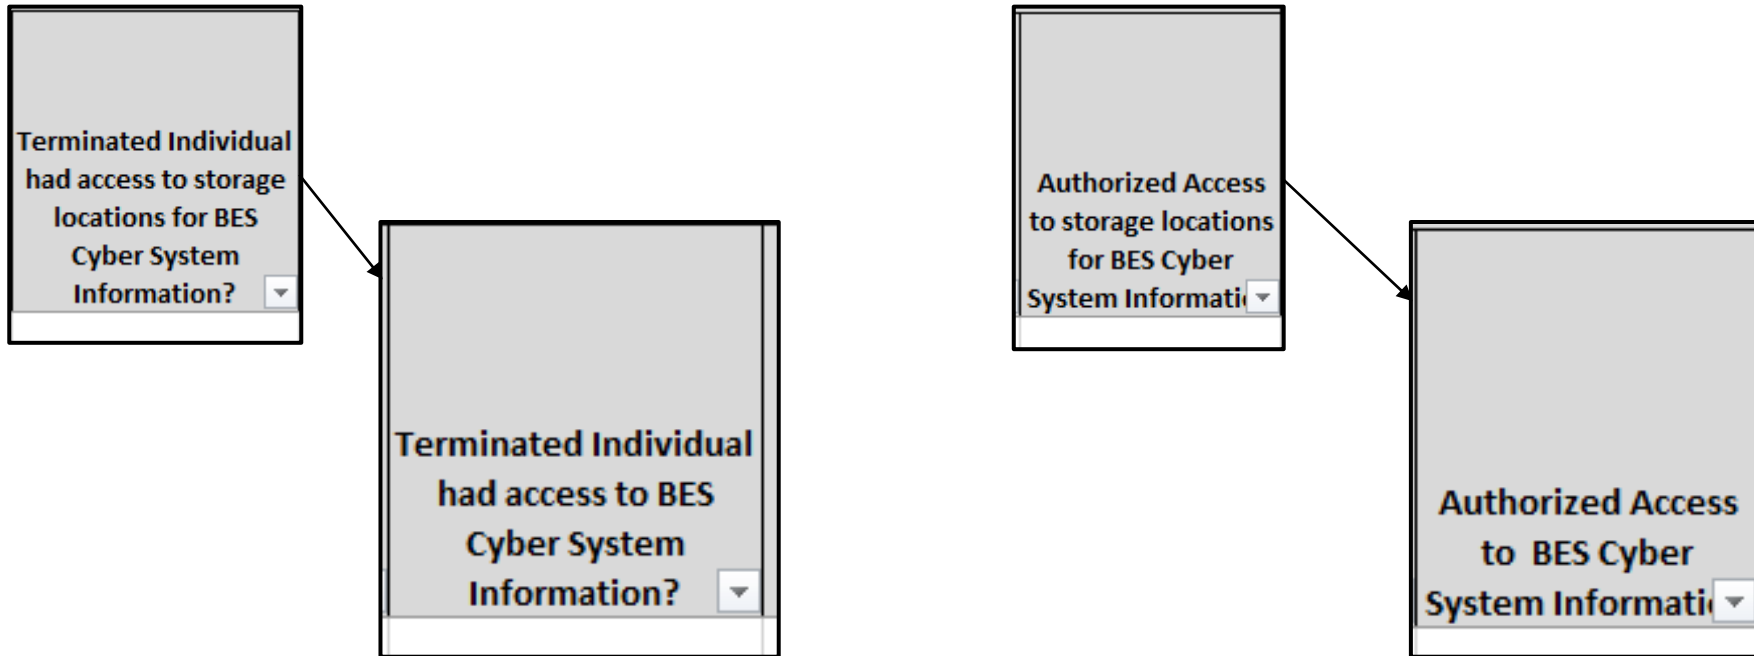 Terminated Individual
had access to storage
locations for BES
Cyber System
Information?
Terminated Individual
had access to BES
Cyber System
Information?
Authorized Access
to storage locations
for BES Cyber
System Informati
Authorized Access
to BES Cyber
System Informati